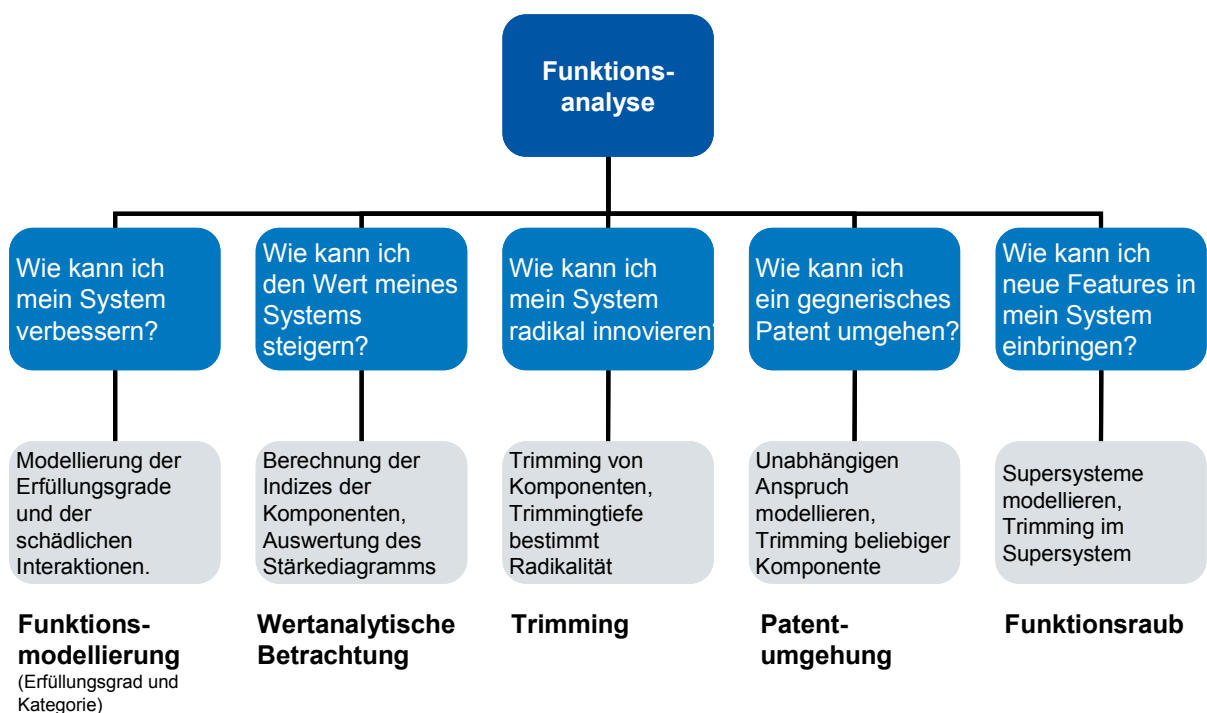 Funktions-
analyse
Wie kann ich
mein System
verbessern?
Wie kann ich
den Wert meines
Systems
steigern?
Wie kann ich
mein System
radikal innovieren?
Wie kann ich
ein gegnerisches
Patent umgehen?
Wie kann ich
neue Features in
mein System
einbringen?
Modellierung der
Erfüllungsgrade
und der
schädlichen
Interaktionen.
Berechnung der
Indizes der
Komponenten,
Auswertung des
Stärkediagramms
Trimming von
Komponenten,
Trimmingtiefe
bestimmt
Radikalität
Unabhängigen
Anspruch
modellieren,
Trimming beliebiger
Komponente
Supersysteme
modellieren,
Trimming im
Supersystem
Funktions-
modellierung
(Erfüllungsgrad und
Kategorie)
Wertanalytische
Betrachtung
Trimming
Patent-
umgehung
Funktionsraub